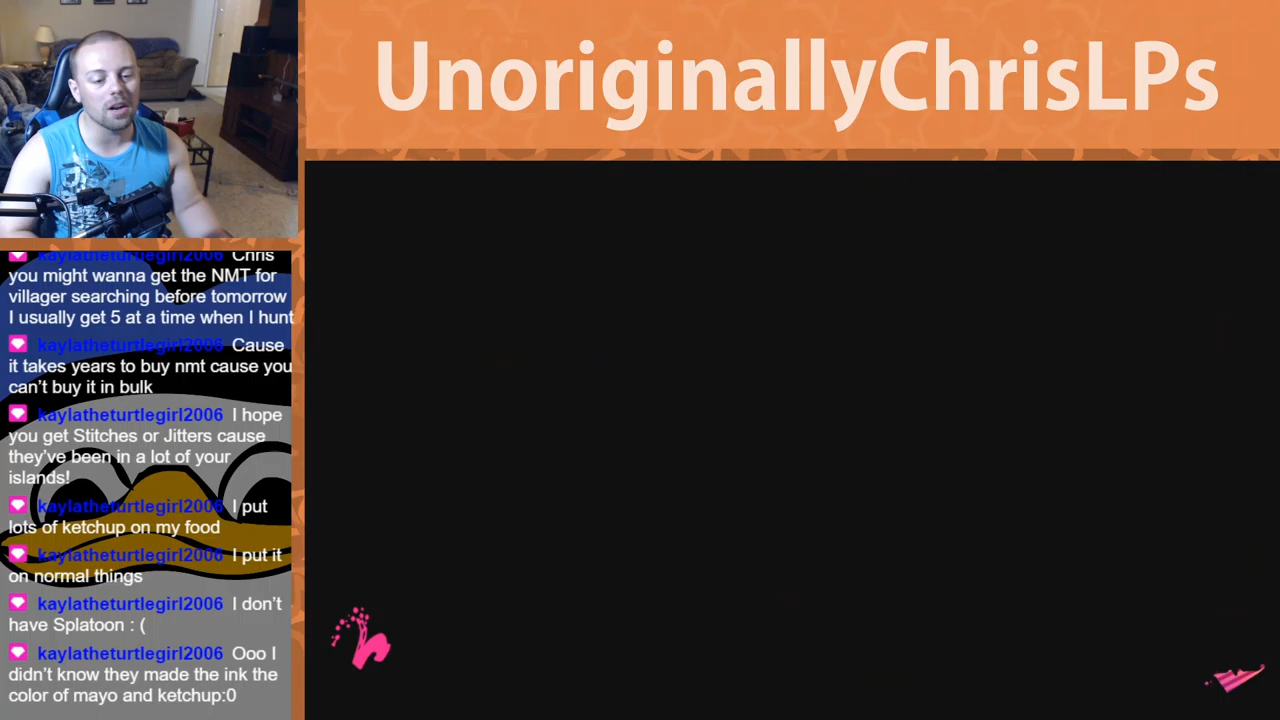 UnoriginallyChrisLPs
kaylatheturtlegirl2006 Chris
you might wanna get the NMT for
villager searching before tomorrow
I usually get 5 at a time when I hunt
kaylatheturtlegirl2006 Cause
it takes years to buy nmt cause you
can't buy it in bulk
kaylatheturtlegirl2006 I hope
you get Stitches or Jitters cause
they've been in a lot of your
islands!
kaylatheturtlegirl2006 I put
lots of ketchup on my food
kaylatheturtlegirl2006 I put it
on normal things
kaylatheturtlegirl2006 I don't
have Splatoon : (
kaylatheturtlegirl2006 Ooo I
didn't know they made the ink the
color of mayo and ketchup:0